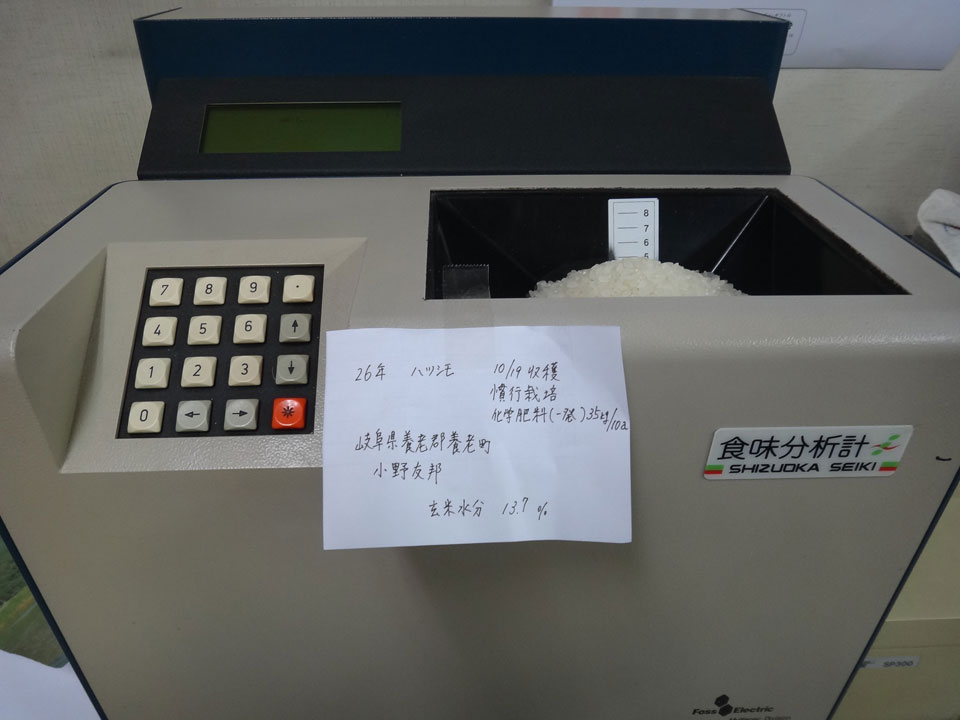 8
7
6
7 8 9 ・
4 5 6 ↑
1 2 3 ↓
0 ← → ✱
26年 ハツシモ 10/19 収穫
慣行栽培
化学肥料(一発)35kg/10a
岐阜県養老郡養老町
小野友邦
玄米水分 13.7 %
食味分析計
SHIZUOKA SEIKI
SP300
Foss Electric